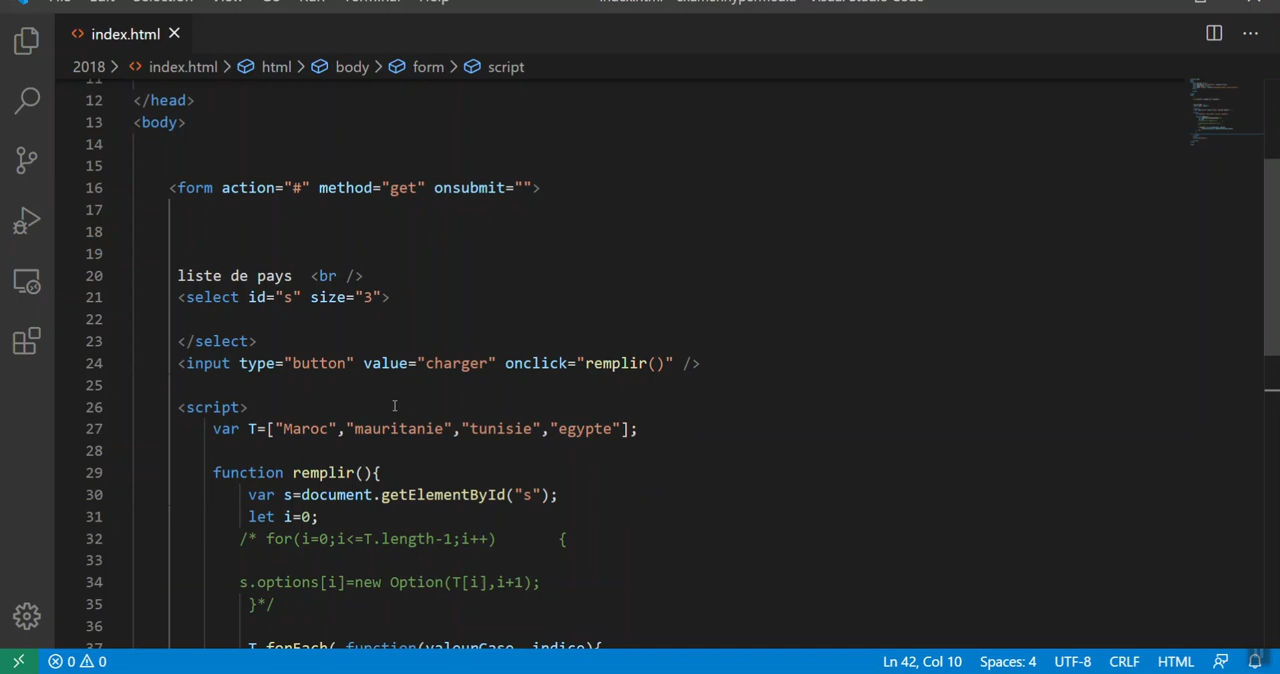 index.html
2018 > index.html > html > body > form > script
12 </head>
13 <body>
14
15
16 <form action="#" method="get" onsubmit="">
17
18
19
20 liste de pays <br />
21 <select id="s" size="3">
22
23 </select>
24 <input type="button" value="charger" onclick="remplir()" />
25
26 <script>
27 var T=["Maroc","mauritanie","tunisie","egypte"];
28
29 function remplir(){
30 var s=document.getElementById("s");
31 let i=0;
32 /* for(i=0;i<=T.length-1;i++) {
33
34 s.options[i]=new Option(T[i],i+1);
35 }*/
36
37 T.forEach( function(valeurCase, indice){
0 0 Ln 42, Col 10 Spaces: 4 UTF-8 CRLF HTML